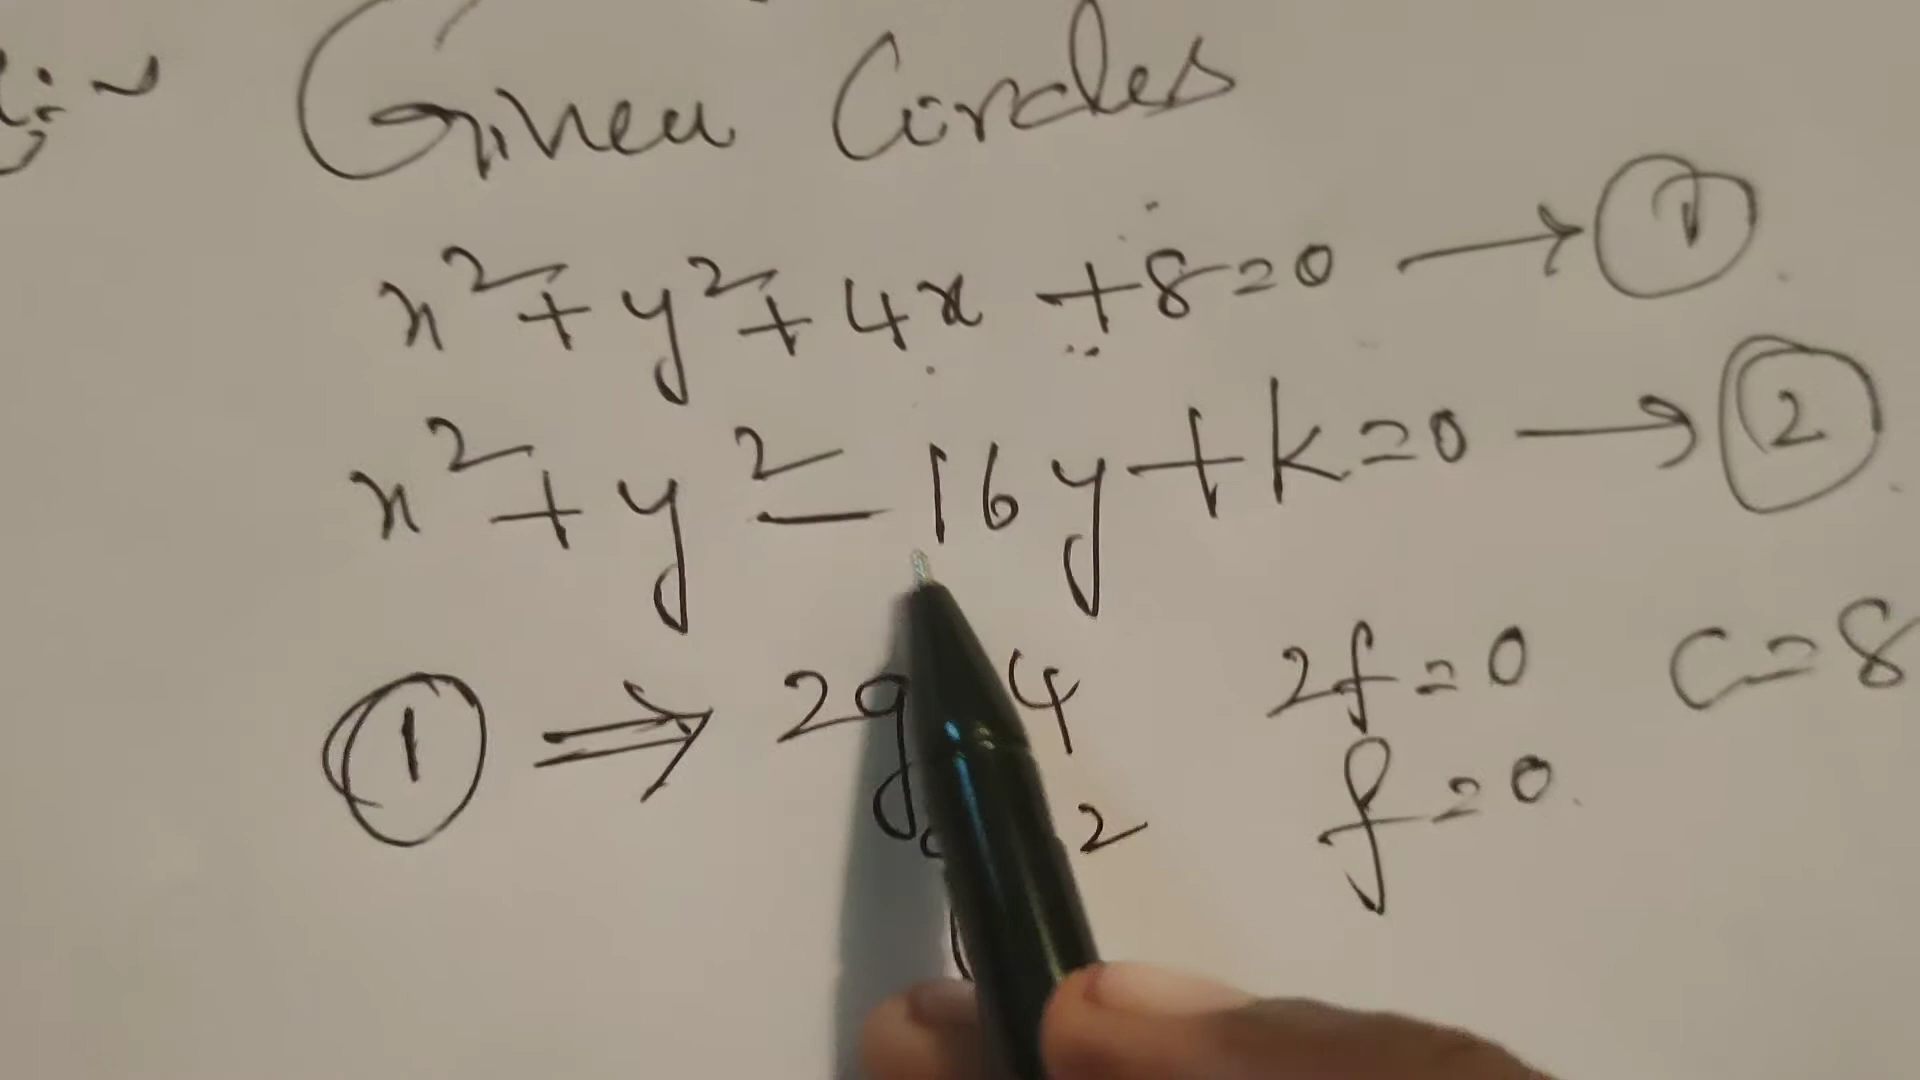 Given Circles
x² + y² + 4x + 8 = 0 → ①
x² + y² - 16y + k = 0 → ②
① ⇒ 2g 4 2f = 0 c = 8
2 f = 0